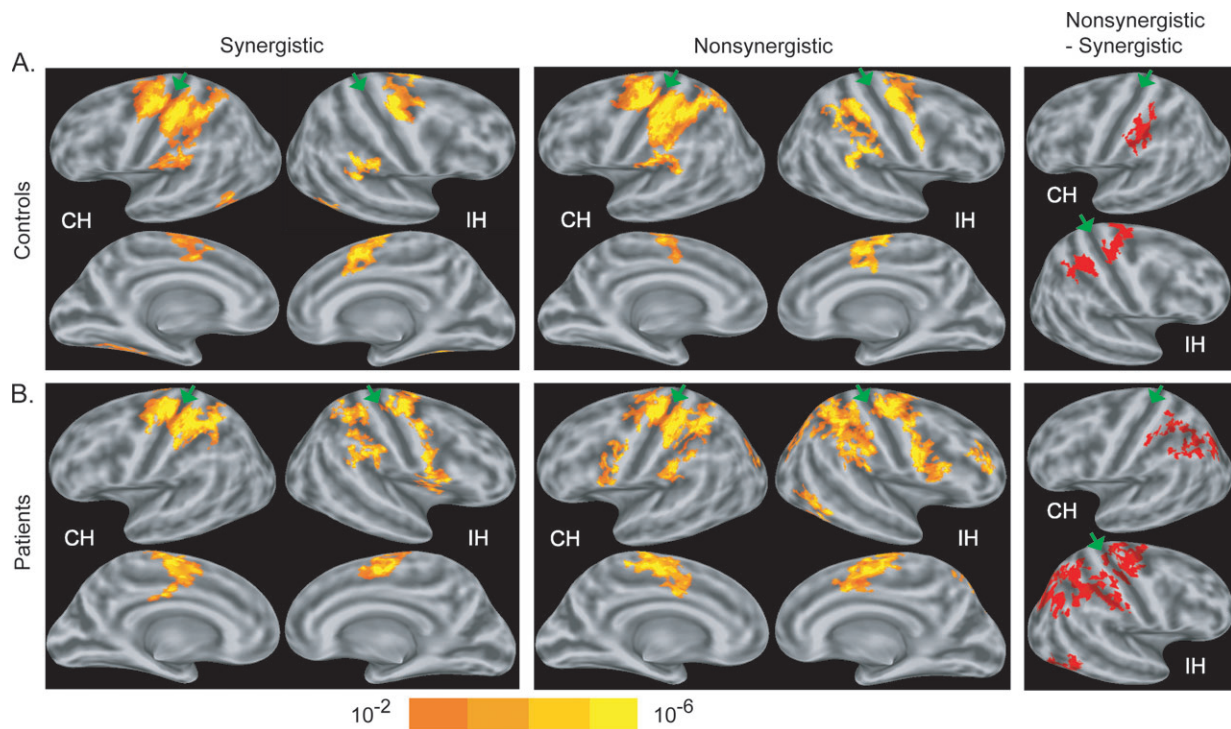 Nonsynergistic
- Synergistic
Synergistic
Nonsynergistic
A.
Controls
CH
IH
CH
IH
CH
IH
B.
Patients
CH
IH
CH
IH
CH
IH
10-2
10-6